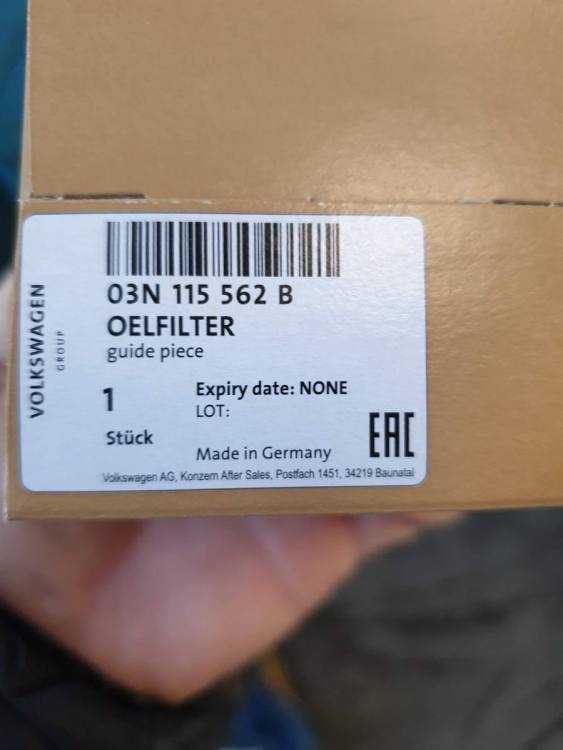 VOLKSWAGEN
GROUP
03N 115 562 B
OELFILTER
guide piece
1
Stück
Expiry date: NONE
LOT:
Made in Germany
EAC
Volkswagen AG, Konzern After Sales, Postfach 1451, 34219 Baunatal